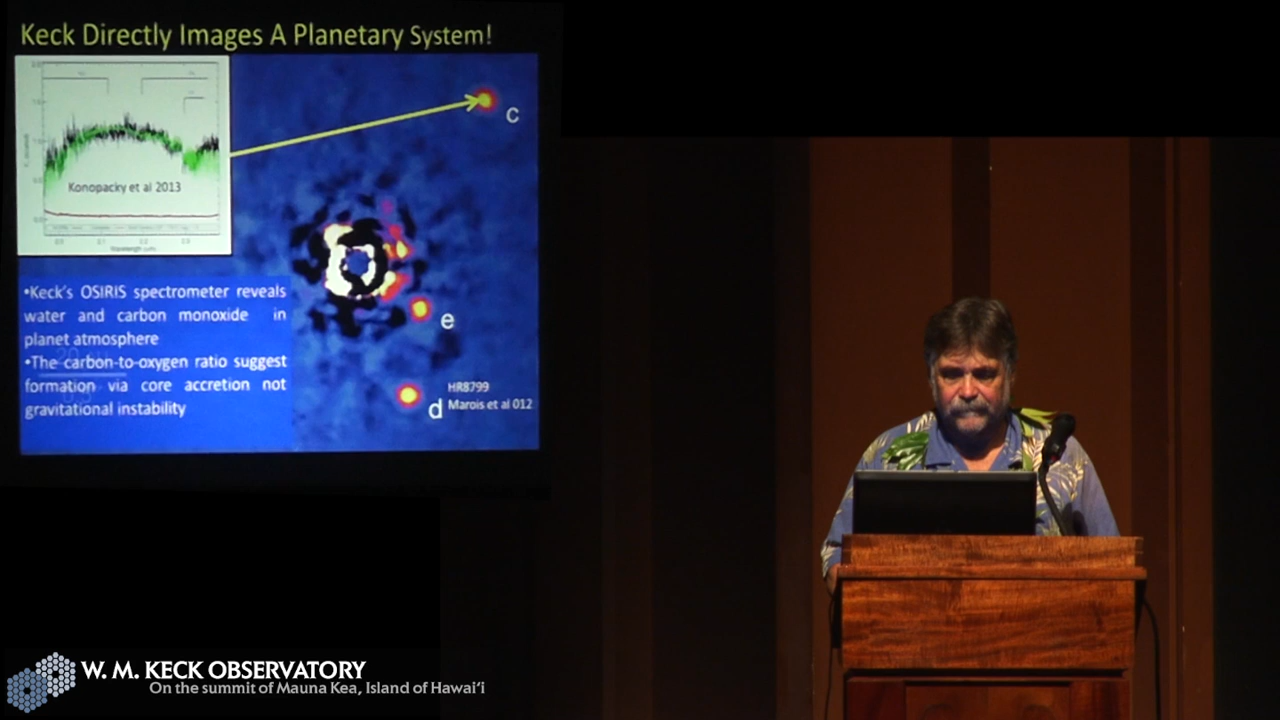 Keck Directly Images A Planetary System!
c
Konopacky et al 2013
•Keck's OSIRIS spectrometer reveals
water and carbon monoxide in
planet atmosphere
•The carbon-to-oxygen ratio suggest
formation via core accretion not
gravitational instability
e
HR8799
d Marois et al 012
W. M. KECK OBSERVATORY
On the summit of Mauna Kea, Island of Hawai‘i